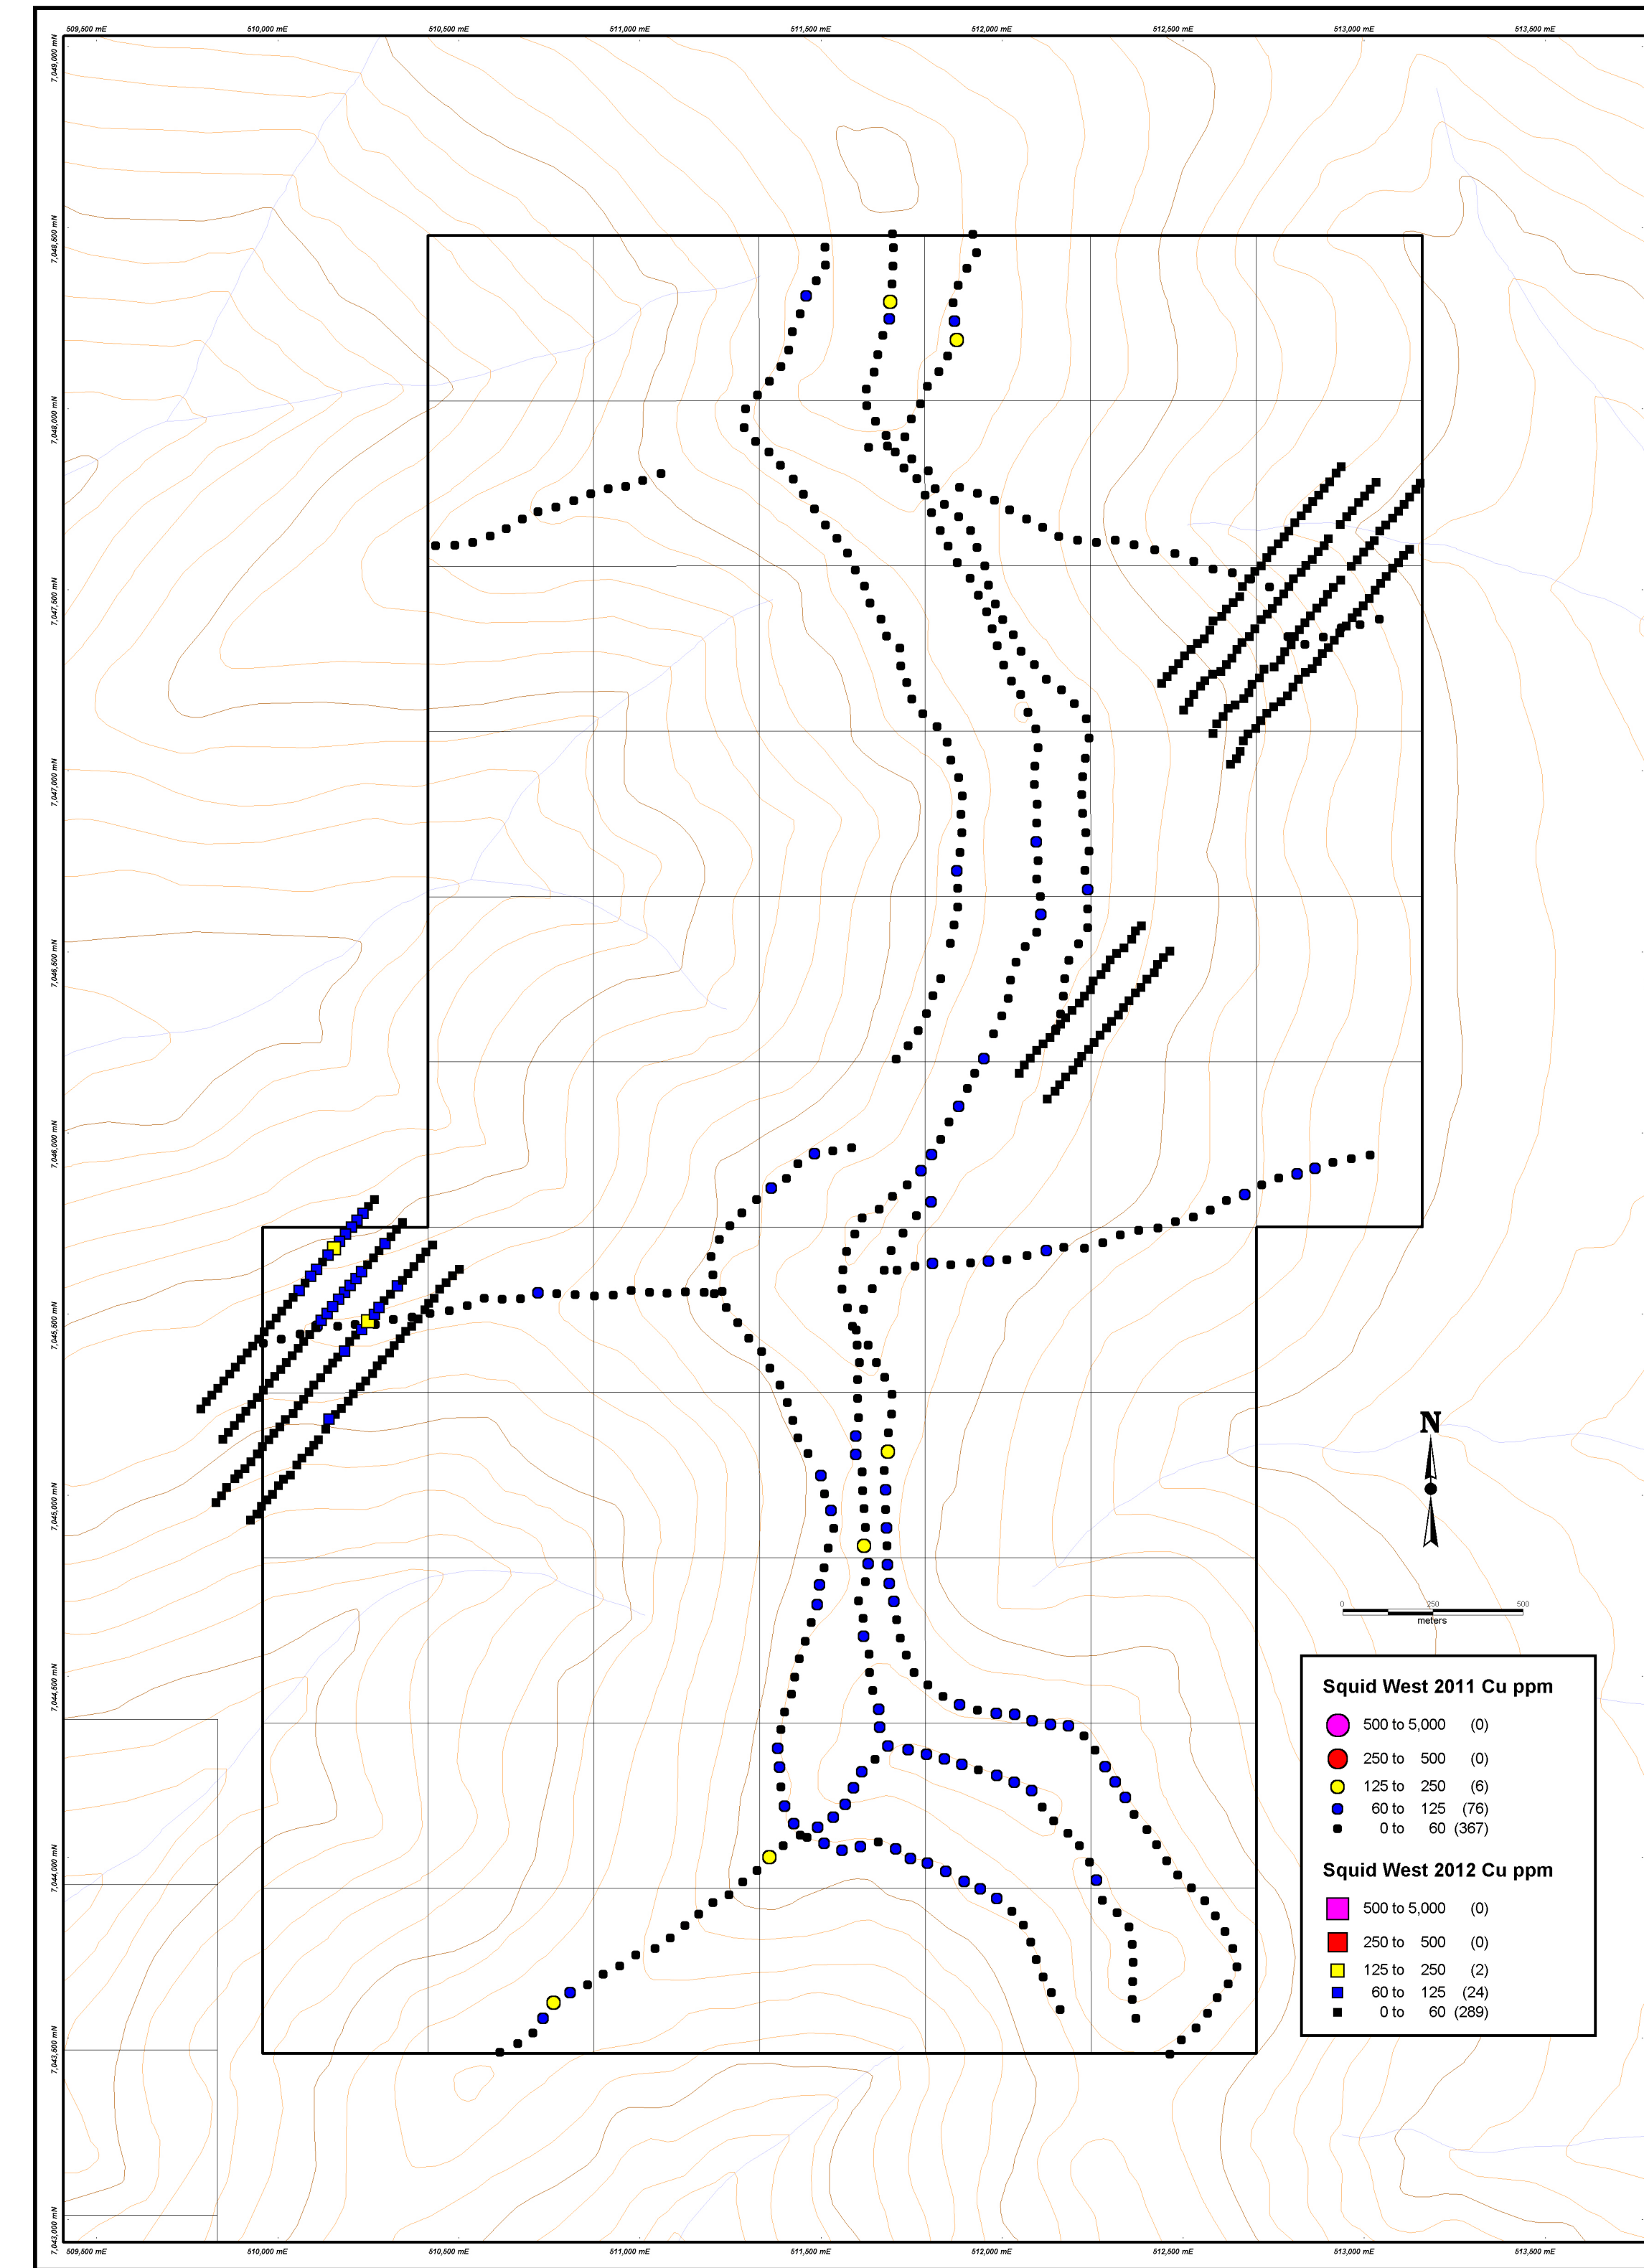 509,500 mE 510,000 mE 510,500 mE 511,000 mE 511,500 mE 512,000 mE 512,500 mE 513,000 mE 513,500 mE
7,049,000 mN
7,048,500 mN
7,048,000 mN
7,047,500 mN
7,047,000 mN
7,046,500 mN
7,046,000 mN
7,045,500 mN
7,045,000 mN
7,044,500 mN
7,044,000 mN
7,043,500 mN
7,043,000 mN
N
0 250 500
meters
Squid West 2011 Cu ppm
500 to 5,000 (0)
250 to 500 (0)
125 to 250 (6)
60 to 125 (76)
0 to 60 (367)
Squid West 2012 Cu ppm
500 to 5,000 (0)
250 to 500 (0)
125 to 250 (2)
60 to 125 (24)
0 to 60 (289)
509,500 mE 510,000 mE 510,500 mE 511,000 mE 511,500 mE 512,000 mE 512,500 mE 513,000 mE 513,500 mE